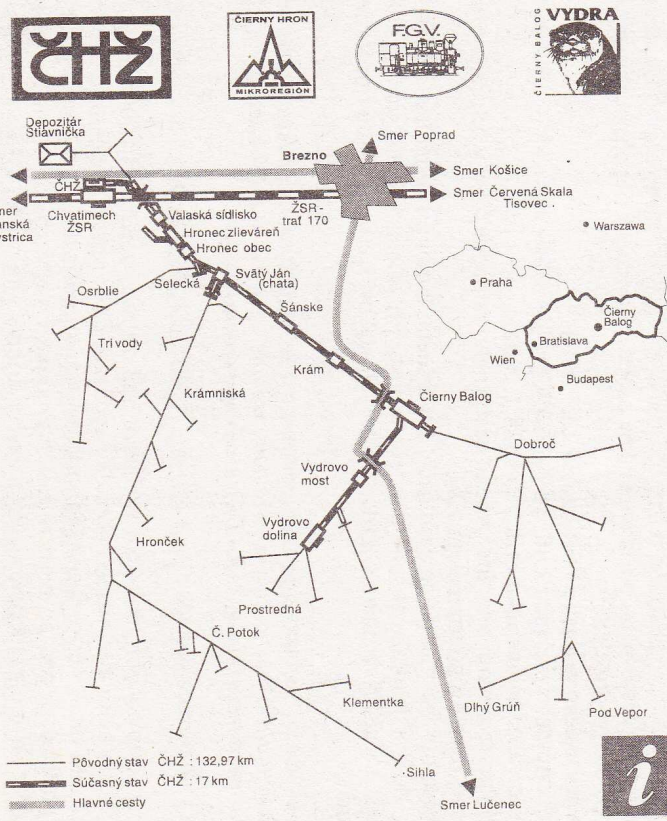 ČHŽ
ČIERNY HRON
MIKROREGIÓN
F.G.V.
VYDRA
ČIERNY BALOG
Depozitár
Štiavnička
Smer Poprad
Brezno
Smer Košice
ČHŽ
Smer Červená Skala
Tisovec
Chvatimech
ŽSR
ŽSR -
trať 170
Valaská sídlisko
Hronec zlieváreň
Hronec obec
Warszawa
Selecká
Svätý Ján
(chata)
Osrblie
Praha
Šánske
Čierny
Balog
Tri vody
Bratislava
Wien
Krám
Krámniská
Budapest
Čierny Balog
Dobroč
Vydrovo
most
Vydrovo
dolina
Hronček
Prostredná
Č. Potok
Klementka
Dlhý Grúň
Pod Vepor
Sihla
Pôvodný stav ČHŽ : 132,97 km
Súčasný stav ČHŽ : 17 km
Hlavné cesty
Smer Lučenec
i